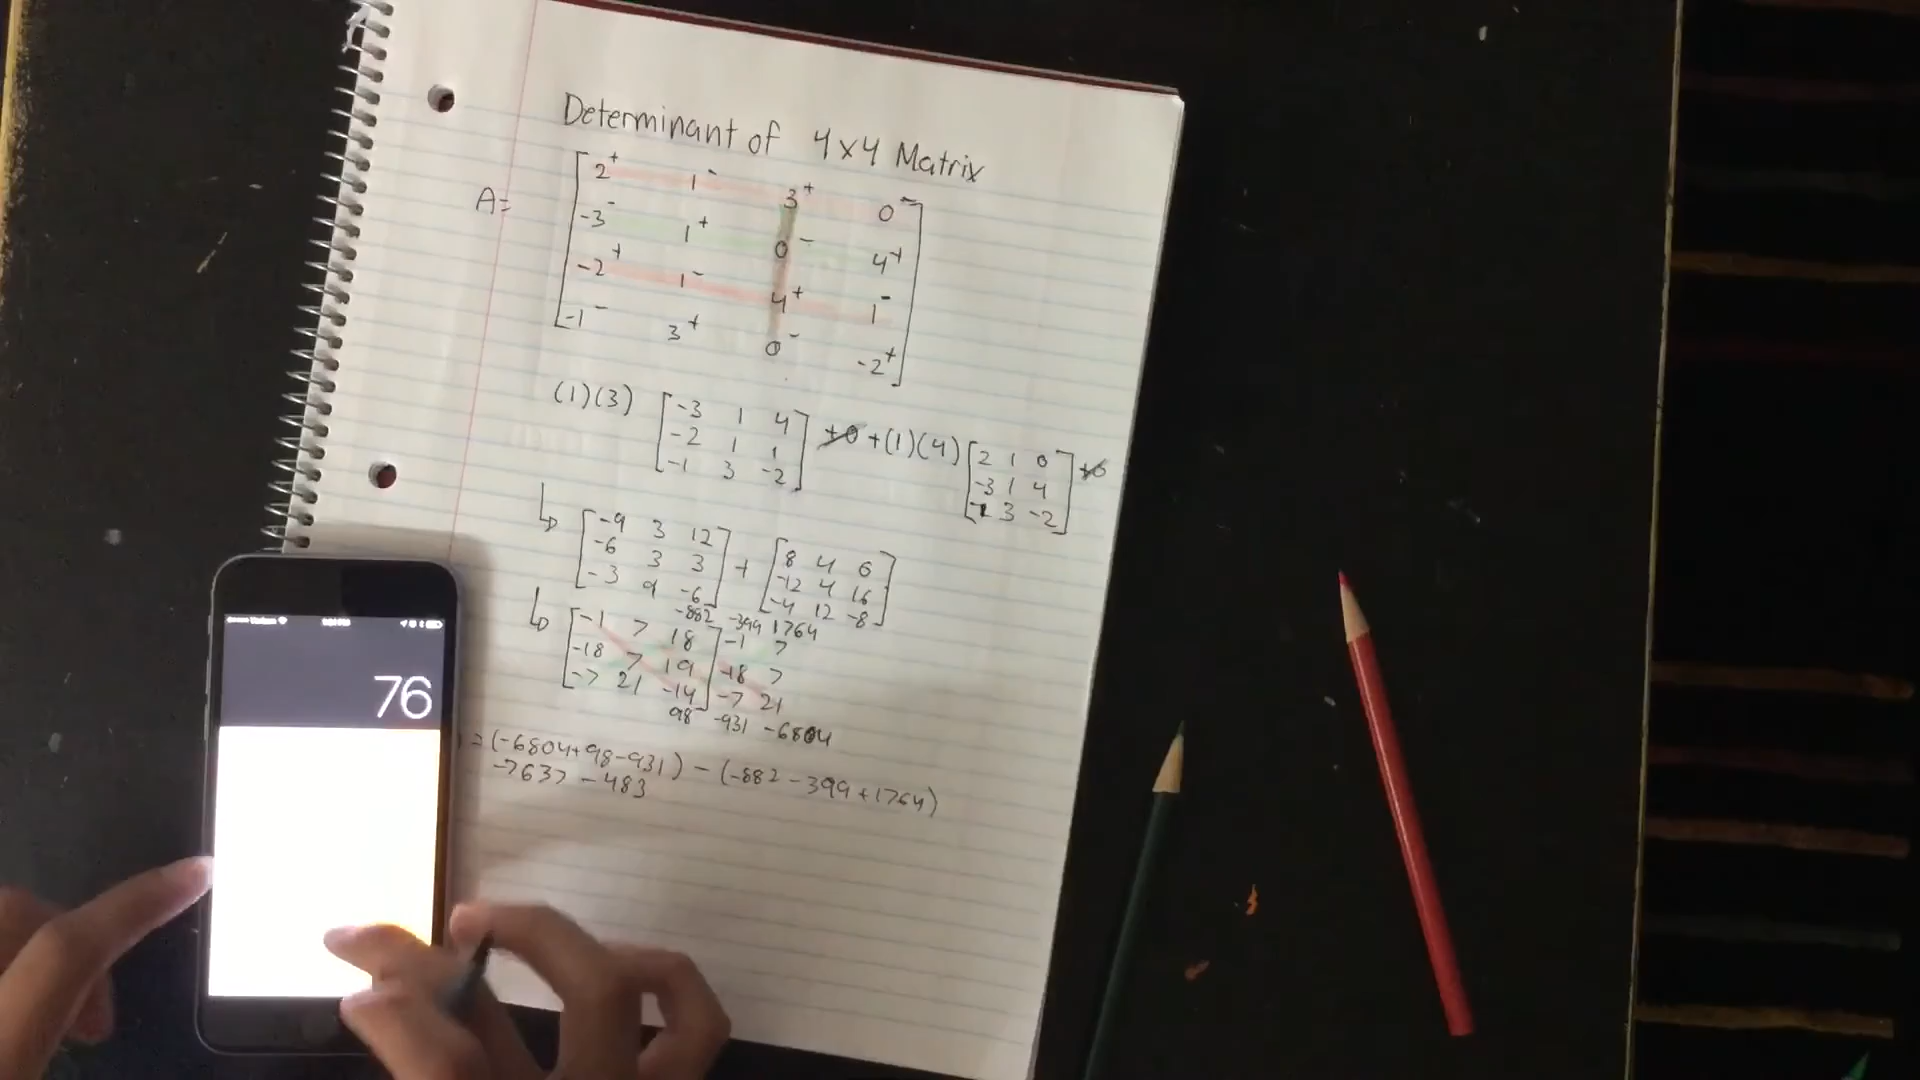 Determinant of 4x4 Matrix
A= [ 2⁺ 1⁻ 3⁺ 0⁻
-3⁻ 1⁺ 0⁻ 4⁺
-2⁺ 1⁻ 4⁺ 1⁻
-1⁻ 3⁺ 0⁻ -2⁺ ]
(1)(3) [ -3 1 4 ] +0 +(1)(4) [ 2 1 0 ] +0
-2 1 1 -3 1 4
-1 3 -2 -1 3 -2
↳ [ -9 3 12 ] + [ 8 4 6 ]
-6 3 3 -12 4 16
-3 9 -6 -4 12 -8
-882 -399 1764
↳ [ -1 7 18 ] -1 7
-18 7 19 -18 7
-7 21 -14 -7 21
98 -931 -6804
76
) = (-6804+98-931) - (-882-399+1764)
-7637 -483